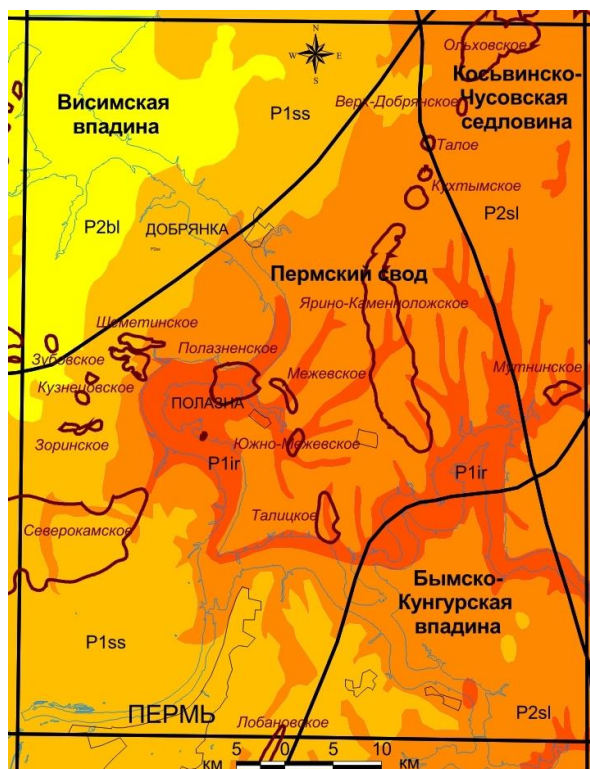 Ольховское
N
W E
S
Косьвинско-
Чусовская
седловина
Висимская
впадина
P1ss
Верх-Добрянское
Талое
Кухтымское
P2sl
P2bl
ДОБРЯНКА
Пермский свод
Ярино-Каменноложское
Шеметинское
Полазненское
Зубовское
Межевское
Мутнинское
Кузнецовское
ПОЛАЗНА
Зоринское
Южно-Межевское
P1ir
P1ir
Северокамское
Талицкое
Бымско-
Кунгурская
впадина
P1ss
ПЕРМЬ
P2sl
Лобановское
5 0 5 10
км км